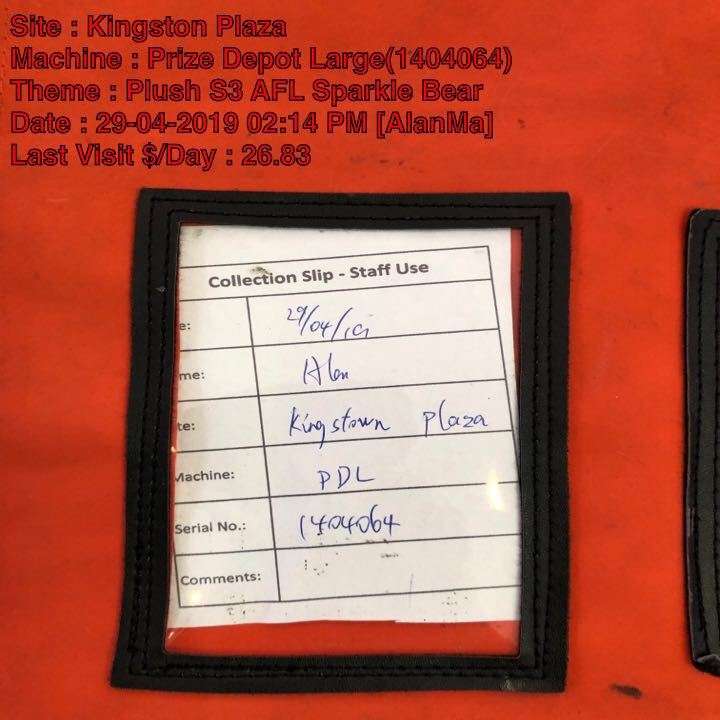 Site : Kingston Plaza
Machine : Prize Depot Large(1404064)
Theme : Plush S3 AFL Sparkle Bear
Date : 29-04-2019 02:14 PM [AlanMa]
Last Visit $/Day : 26.83
Collection Slip - Staff Use
e: 29/04/19
me: Alan
te: Kingstown Plaza
Machine: PDL
Serial No.: 1404064
Comments: